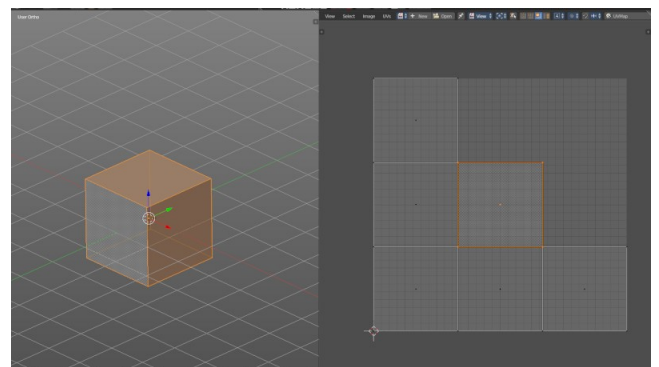 User Ortho
View Select Image UVs
New
Open
View
UVMap